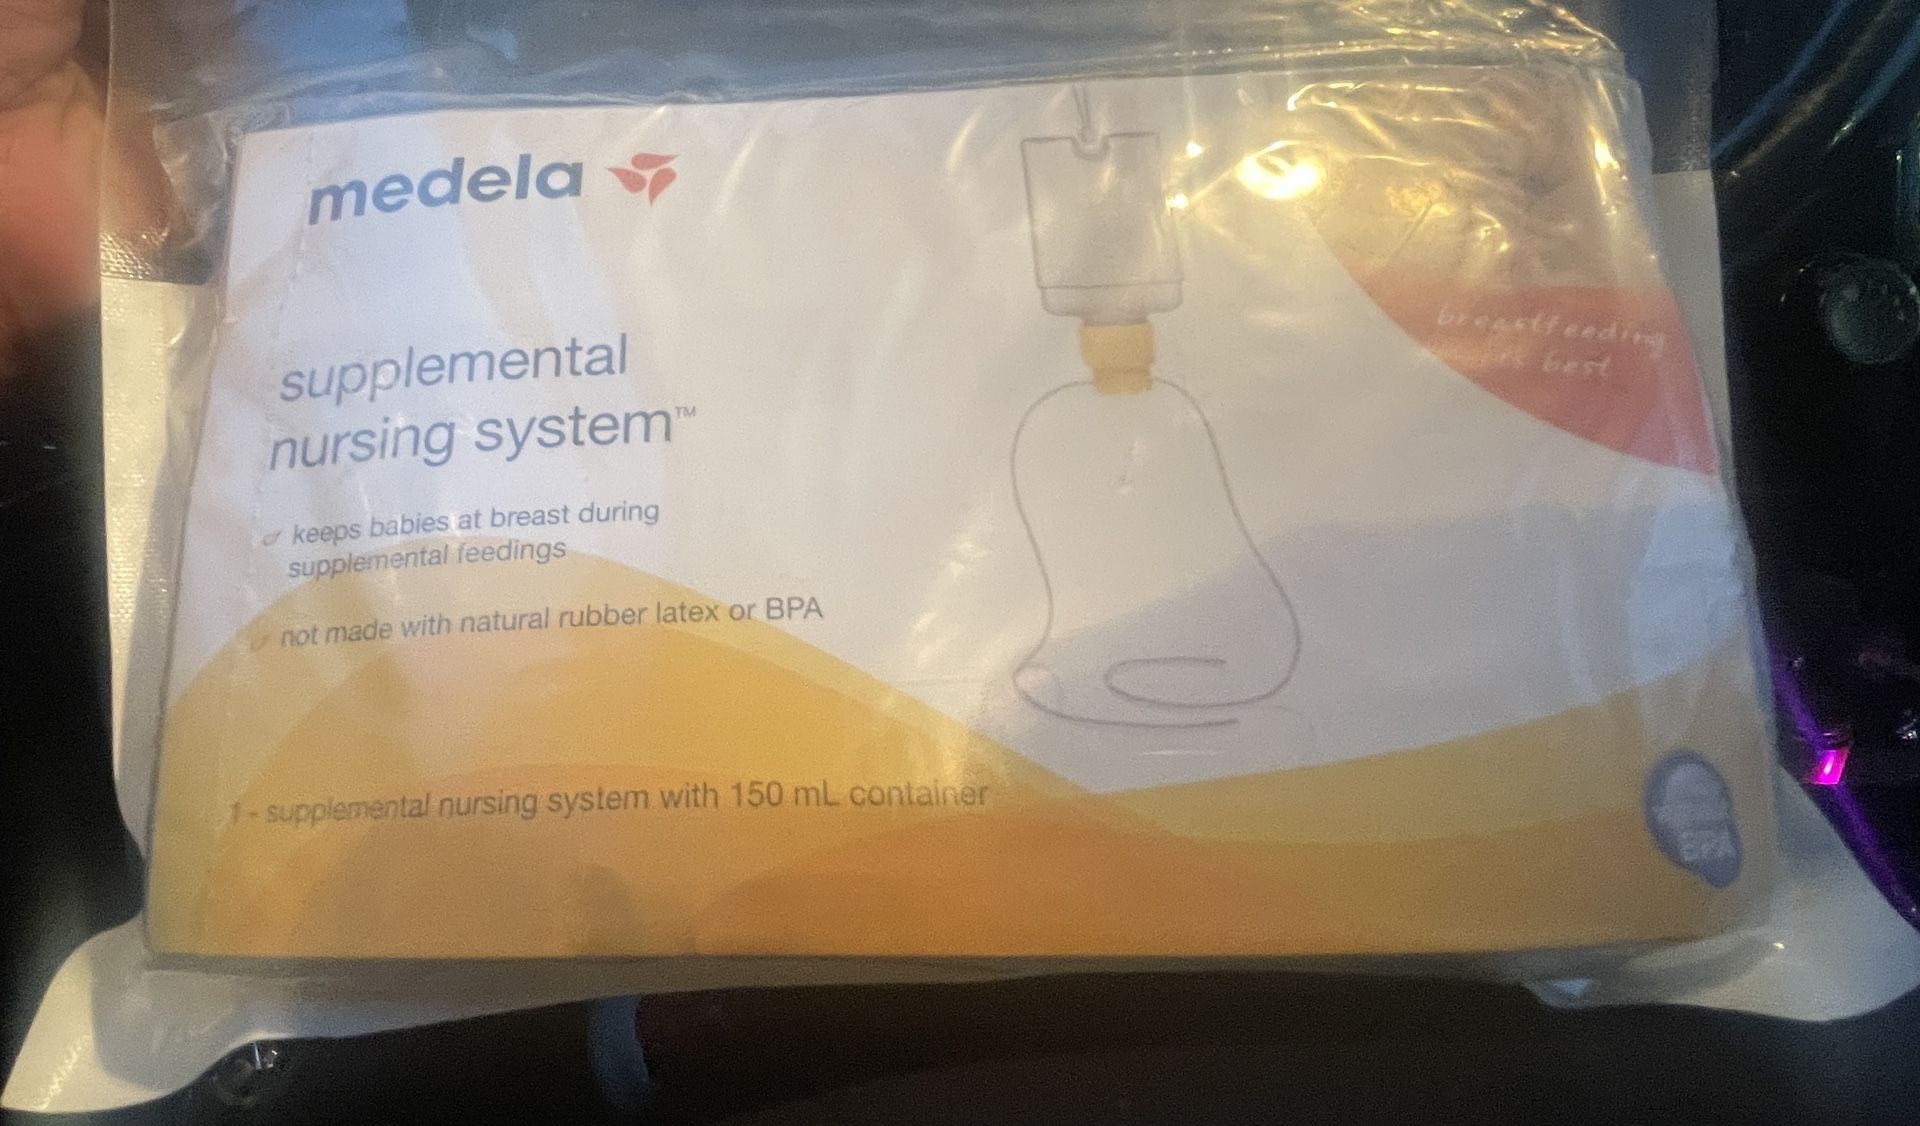 medela
supplemental
nursing system™
keeps babies at breast during
supplemental feedings
not made with natural rubber latex or BPA
1 - supplemental nursing system with 150 mL container
breastfeeding
is best
BPA